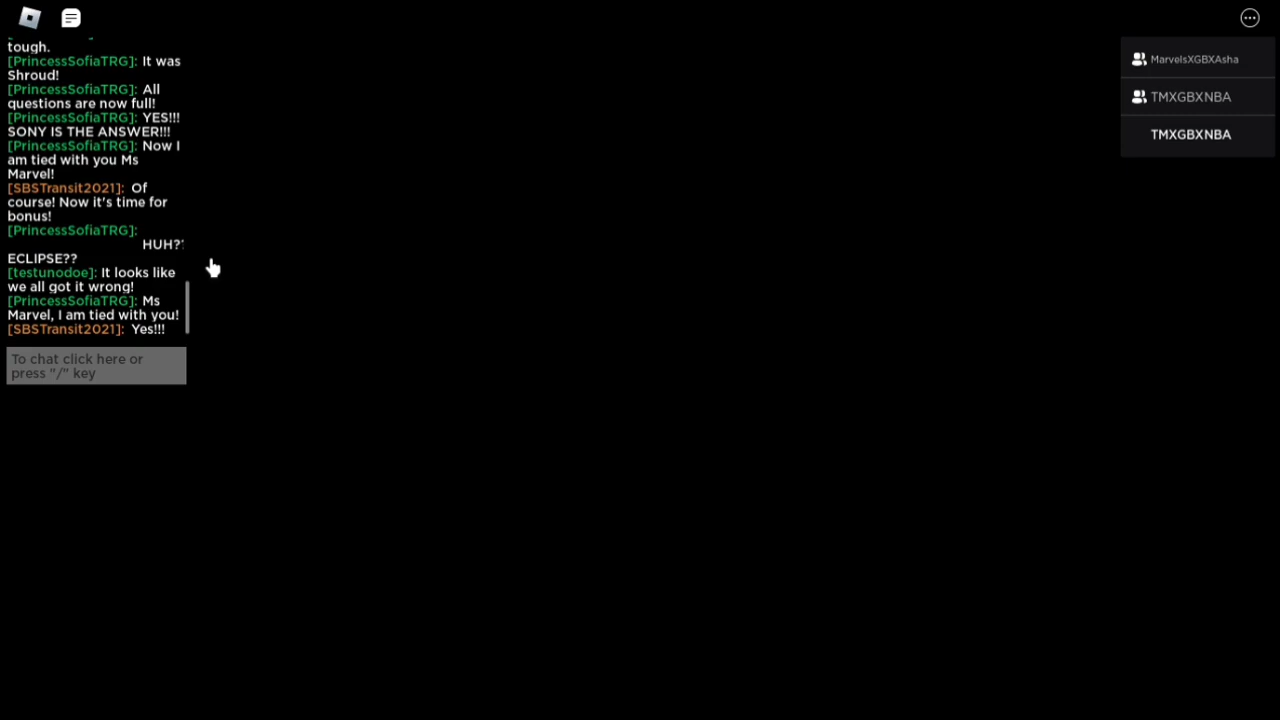 tough.
[PrincessSofiaTRG]: It was
Shroud!
[PrincessSofiaTRG]: All
questions are now full!
[PrincessSofiaTRG]: YES!!!
SONY IS THE ANSWER!!!
[PrincessSofiaTRG]: Now I
am tied with you Ms
Marvel!
[SBSTransit2021]: Of
course! Now it's time for
bonus!
[PrincessSofiaTRG]:
HUH??
ECLIPSE??
[testunodoe]: It looks like
we all got it wrong!
[PrincessSofiaTRG]: Ms
Marvel, I am tied with you!
[SBSTransit2021]: Yes!!!
To chat click here or
press "/" key
MarvelsXGBXAsha
TMXGBXNBA
TMXGBXNBA